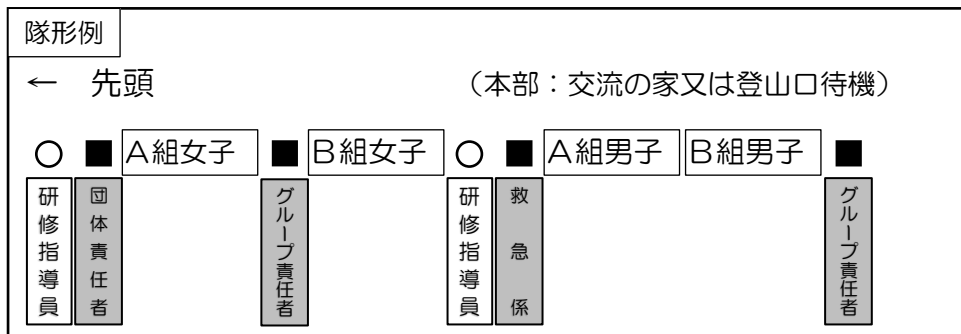 隊形例
← 先頭 （本部：交流の家又は登山口待機）
○ ■ A組女子 ■ B組女子 ○ ■ A組男子 B組男子 ■
研修指導員
団体責任者
グループ責任者
研修指導員
救急係
グループ責任者